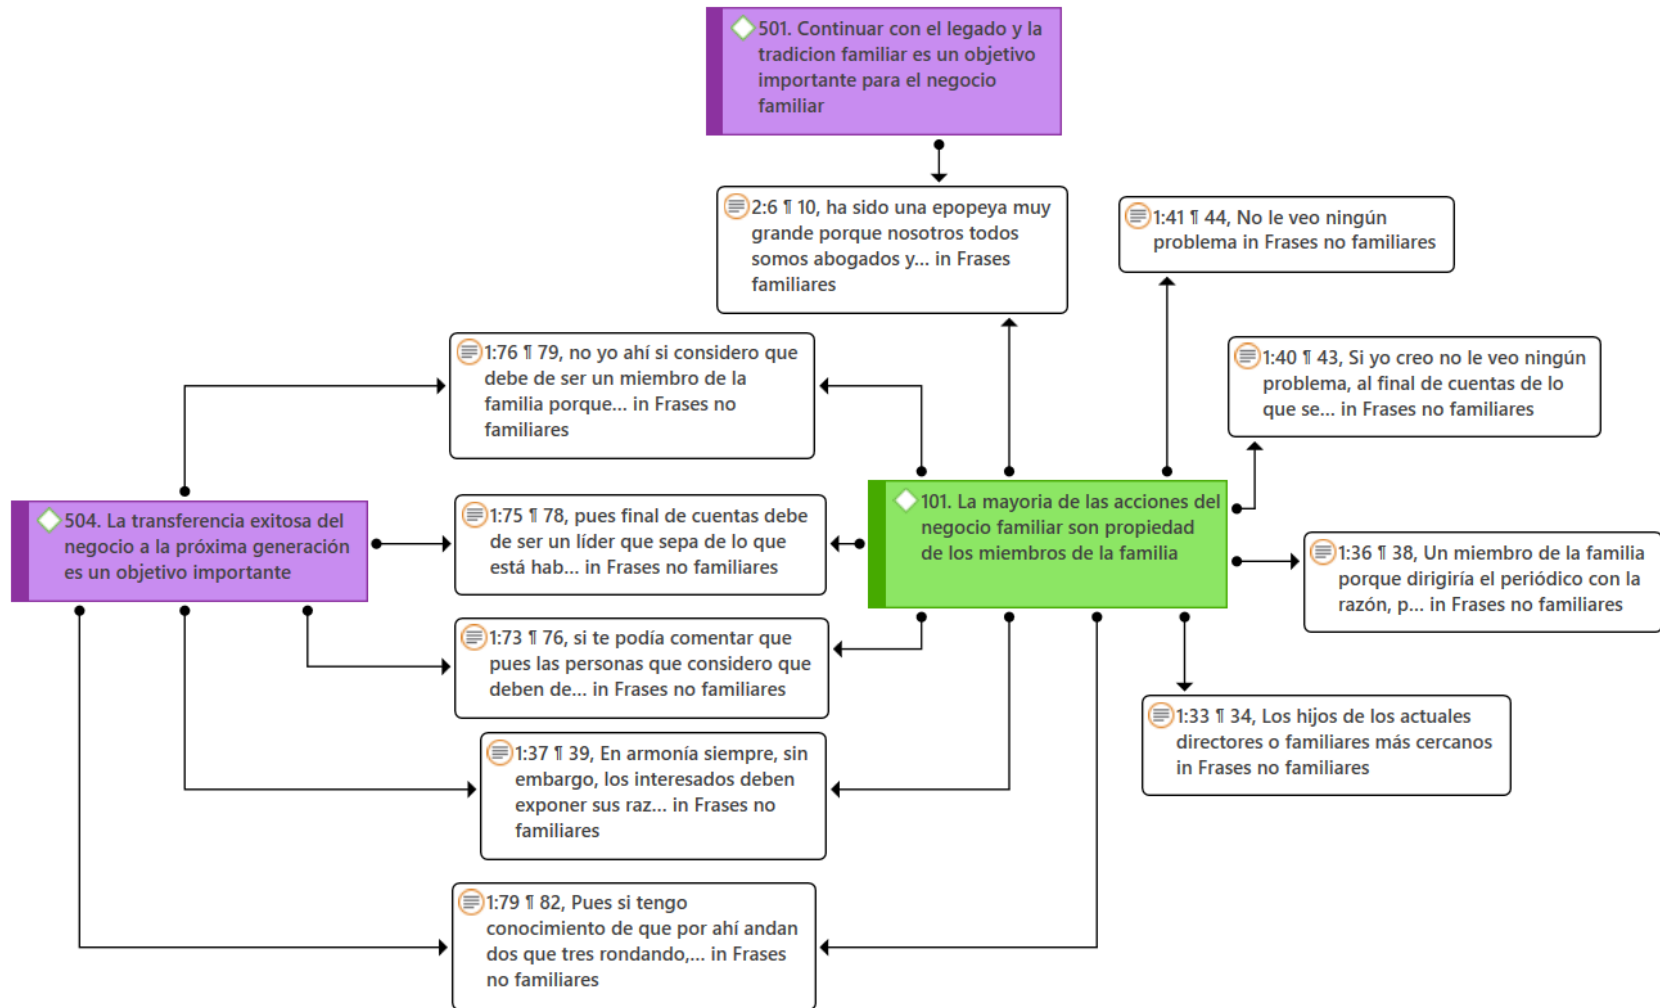 501. Continuar con el legado y la
tradicion familiar es un objetivo
importante para el negocio
familiar
2:6 ¶ 10, ha sido una epopeya muy
grande porque nosotros todos
somos abogados y... in Frases
familiares
1:41 ¶ 44, No le veo ningún
problema in Frases no familiares
1:76 ¶ 79, no yo ahí si considero que
debe de ser un miembro de la
familia porque... in Frases no
familiares
1:40 ¶ 43, Si yo creo no le veo ningún
problema, al final de cuentas de lo
que se... in Frases no familiares
504. La transferencia exitosa del
negocio a la próxima generación
es un objetivo importante
1:75 ¶ 78, pues final de cuentas debe
de ser un líder que sepa de lo que
está hab... in Frases no familiares
101. La mayoria de las acciones del
negocio familiar son propiedad
de los miembros de la familia
1:36 ¶ 38, Un miembro de la familia
porque dirigiría el periódico con la
razón, p... in Frases no familiares
1:73 ¶ 76, si te podía comentar que
pues las personas que considero que
deben de... in Frases no familiares
1:33 ¶ 34, Los hijos de los actuales
directores o familiares más cercanos
in Frases no familiares
1:37 ¶ 39, En armonía siempre, sin
embargo, los interesados deben
exponer sus raz... in Frases no
familiares
1:79 ¶ 82, Pues si tengo
conocimiento de que por ahí andan
dos que tres rondando,... in Frases
no familiares